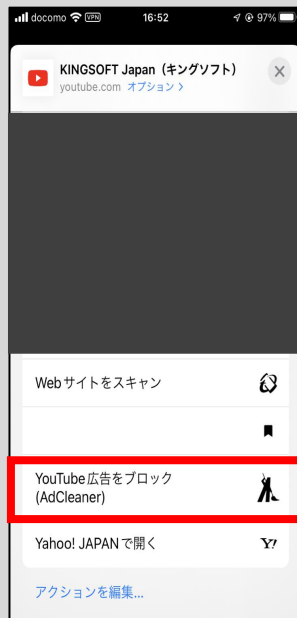 docomo VPN 16:52 97%
KINGSOFT Japan（キングソフト）
youtube.com オプション >
Webサイトをスキャン
YouTube広告をブロック
(AdCleaner)
Yahoo! JAPANで開く Y!
アクションを編集...